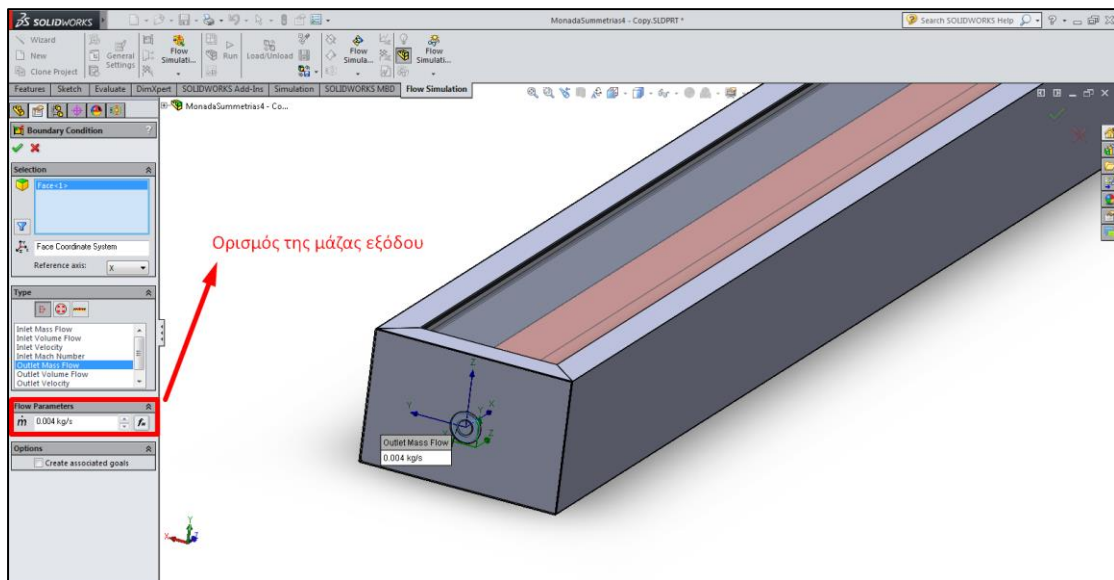 SOLIDWORKS
MonadaSummetrias4 - Copy.SLDPRT *
Search SOLIDWORKS Help
Wizard
New
Clone Project
General Settings
Flow Simulati...
Run
Load/Unload
Flow Simula...
Flow Simulati...
Features Sketch Evaluate DimXpert SOLIDWORKS Add-Ins Simulation SOLIDWORKS MBD Flow Simulation
MonadaSummetrias4 - Co...
Boundary Condition ?
Selection
Face<1>
Face Coordinate System
Reference axis: X
Type
Inlet Mass Flow
Inlet Volume Flow
Inlet Velocity
Inlet Mach Number
Outlet Mass Flow
Outlet Volume Flow
Outlet Velocity
Flow Parameters
ṁ 0.004 kg/s
Options
Create associated goals
Ορισμός της μάζας εξόδου
Outlet Mass Flow
0.004 kg/s